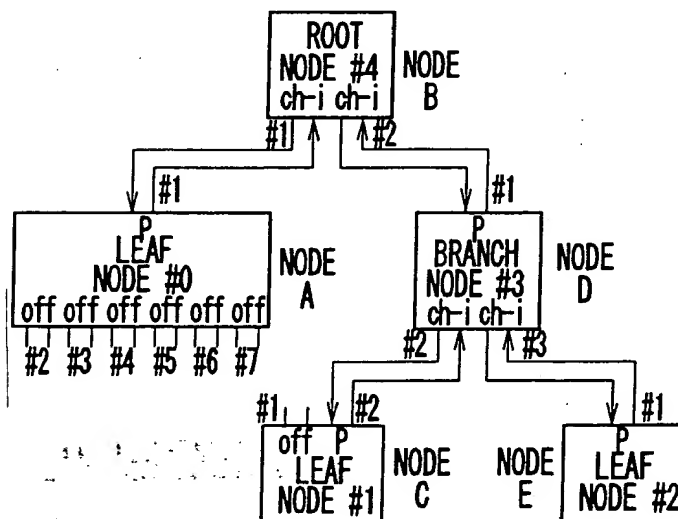 ROOT
NODE #4
ch-i ch-i
NODE
B
#1
#2
#1
#1
P
LEAF
NODE #0
off off off off off off
#2 #3 #4 #5 #6 #7
NODE
A
P
BRANCH
NODE #3
ch-i ch-i
NODE
D
#2
#3
#1
#2
#1
off P
LEAF
NODE #1
NODE
C
NODE
E
P
LEAF
NODE #2